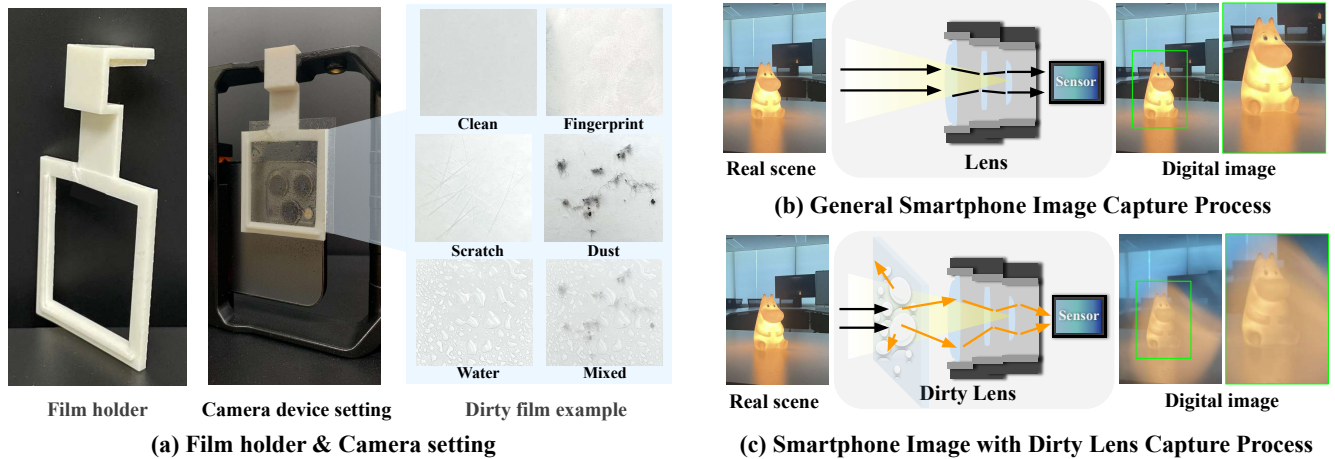 Clean
Fingerprint
Scratch
Dust
Water
Mixed
Film holder
Camera device setting
Dirty film example
(a) Film holder & Camera setting
Sensor
Real scene
Lens
Digital image
(b) General Smartphone Image Capture Process
Sensor
Real scene
Dirty Lens
Digital image
(c) Smartphone Image with Dirty Lens Capture Process